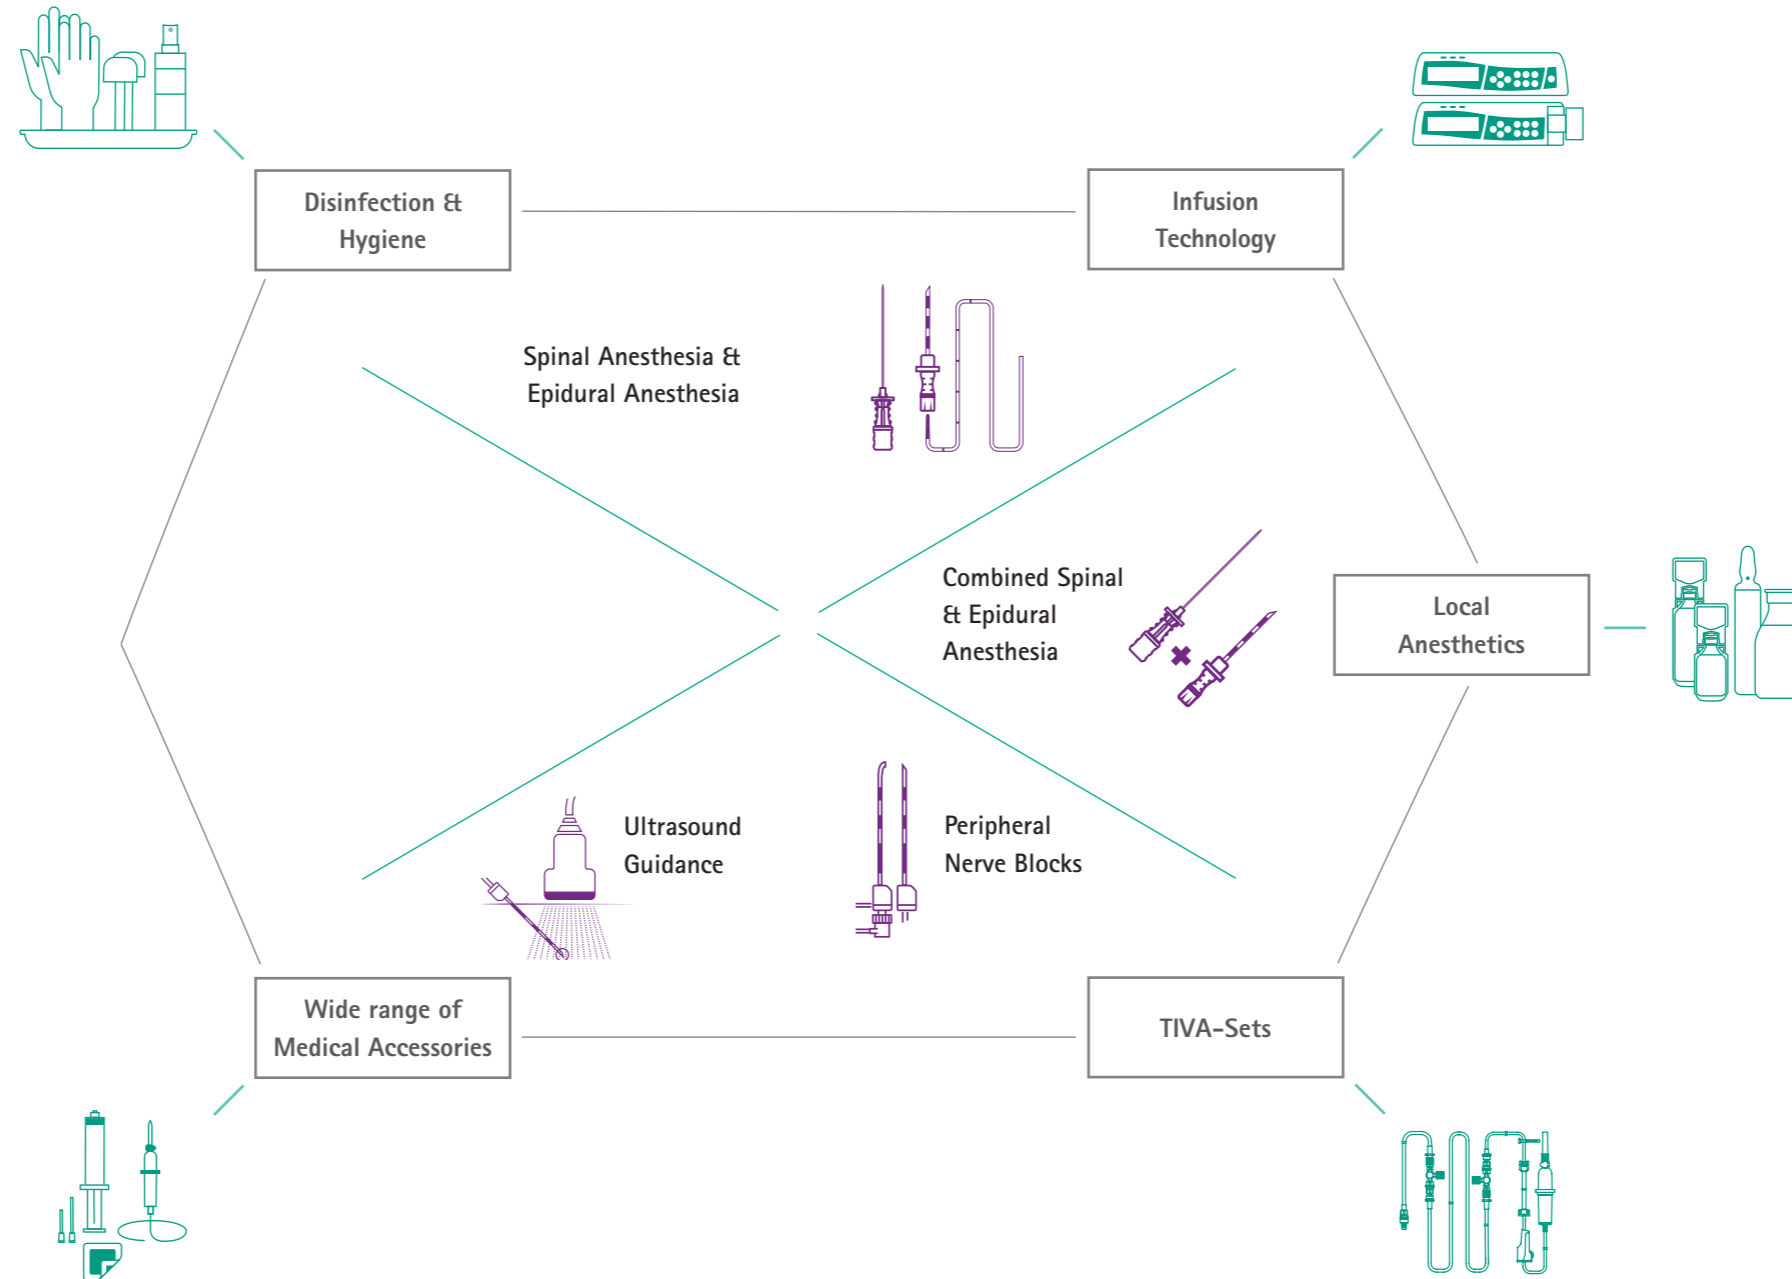 Disinfection &
Hygiene
Infusion
Technology
Spinal Anesthesia &
Epidural Anesthesia
Combined Spinal
& Epidural
Anesthesia
Local
Anesthetics
Ultrasound
Guidance
Peripheral
Nerve Blocks
Wide range of
Medical Accessories
TIVA-Sets